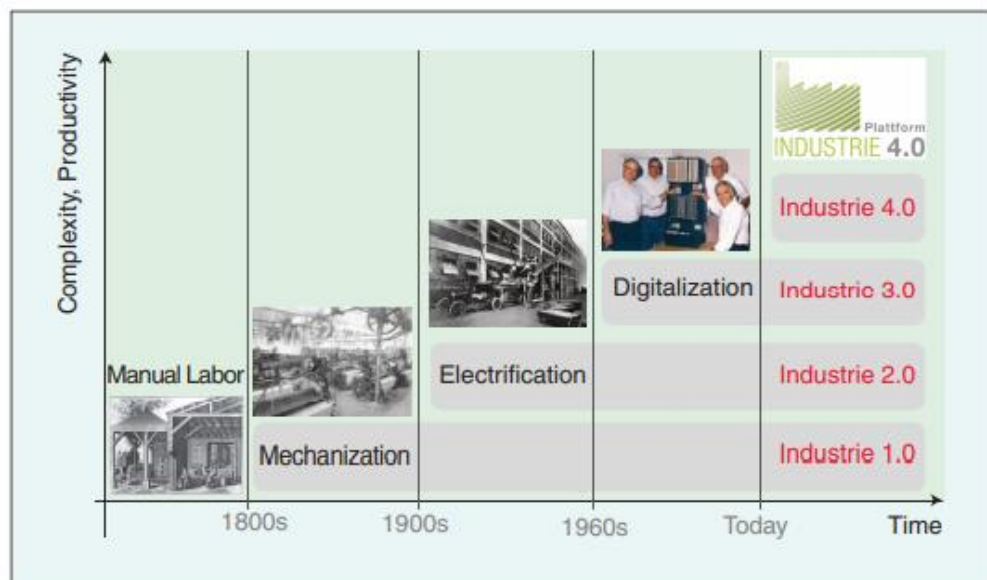 Complexity, Productivity
Plattform
INDUSTRIE 4.0
Industrie 4.0
Digitalization
Industrie 3.0
Manual Labor
Electrification
Industrie 2.0
Mechanization
Industrie 1.0
1800s
1900s
1960s
Today
Time